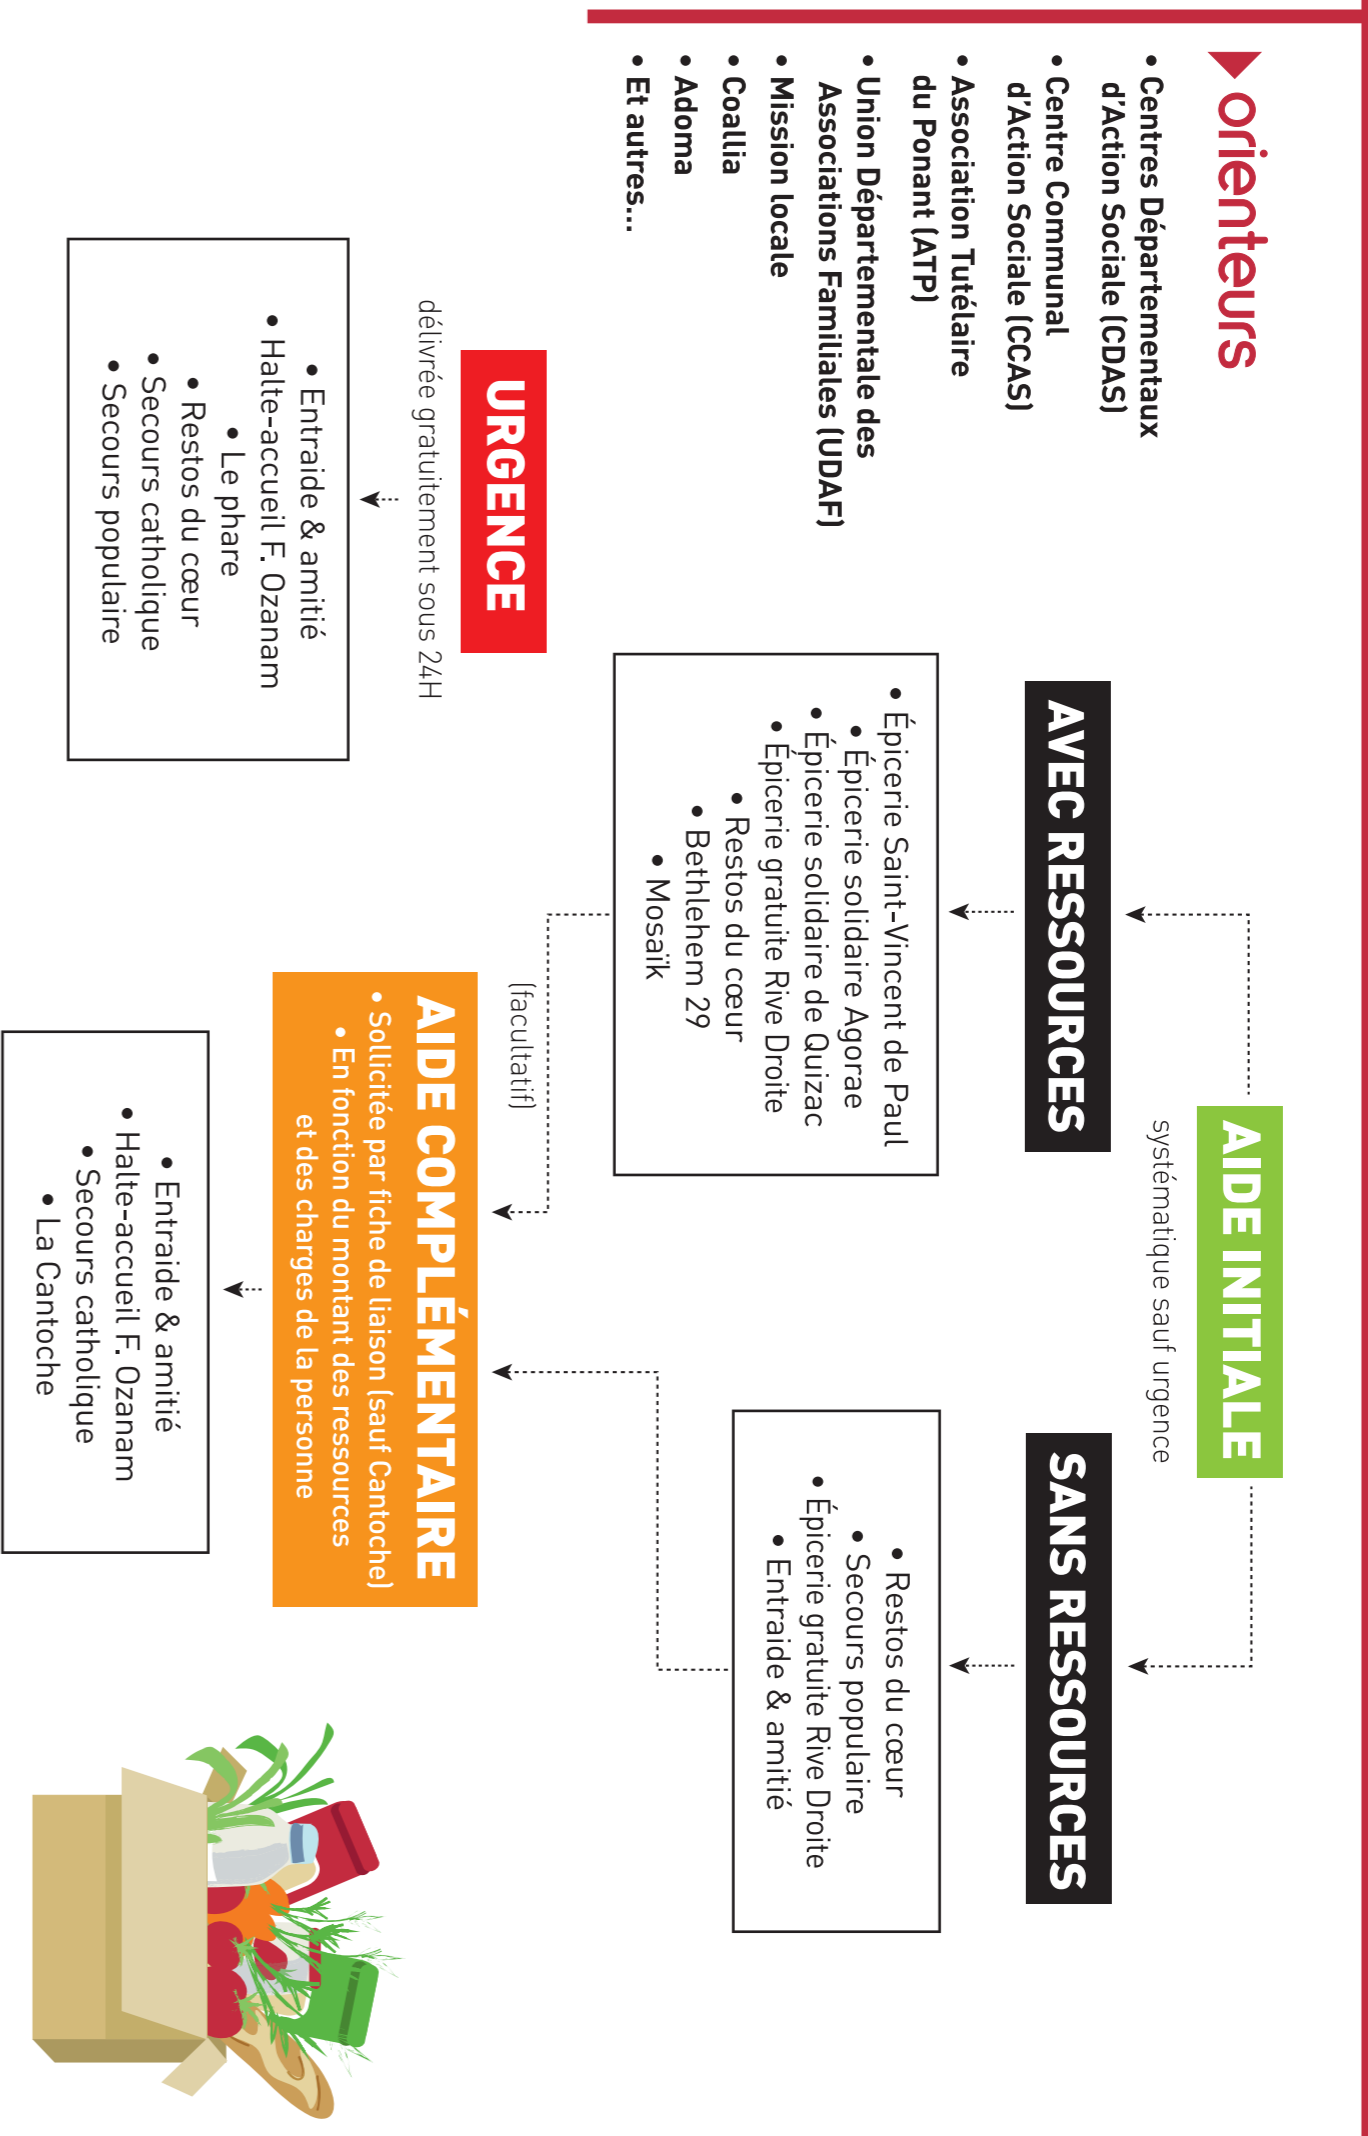 orienteurs
• Centres Départementaux
d'Action Sociale (CDAS)
• Centre Communal
d'Action Sociale (CCAS)
• Association Tutélaire
du Ponant (ATP)
• Union Départementale des
Associations Familiales (UDAF)
• Mission locale
• Coallia
• Adoma
• Et autres...
AIDE INITIALE
systématique sauf urgence
AVEC RESSOURCES
• Épicerie Saint-Vincent de Paul
• Épicerie solidaire Agorae
• Épicerie solidaire de Quizac
• Épicerie gratuite Rive Droite
• Restos du cœur
• Bethlehem 29
• Mosaïk
SANS RESSOURCES
• Restos du cœur
• Secours populaire
• Épicerie gratuite Rive Droite
• Entraide & amitié
(facultatif)
AIDE COMPLÉMENTAIRE
• Sollicitée par fiche de liaison (sauf Cantoche)
• En fonction du montant des ressources
et des charges de la personne
• Entraide & amitié
• Halte-accueil F. Ozanam
• Secours catholique
• La Cantoche
URGENCE
délivrée gratuitement sous 24H
• Entraide & amitié
• Halte-accueil F. Ozanam
• Le phare
• Restos du cœur
• Secours catholique
• Secours populaire